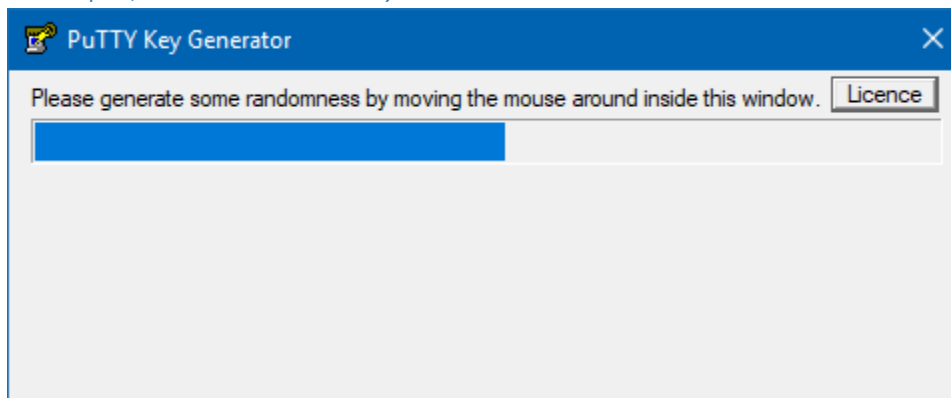 PuTTY Key Generator
Please generate some randomness by moving the mouse around inside this window. Licence